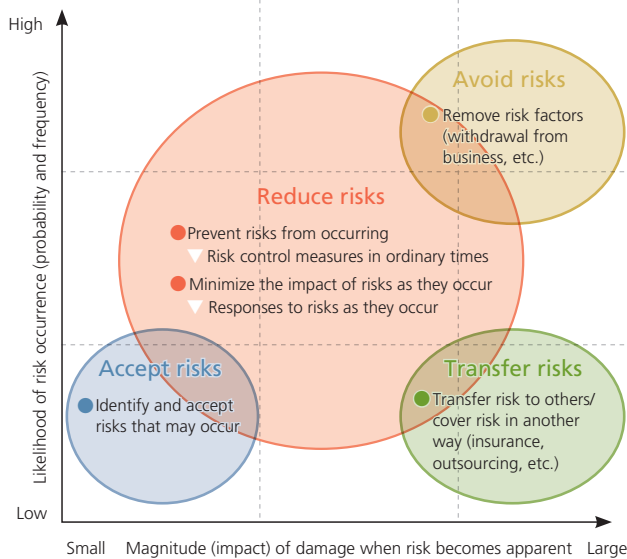 High
Likelihood of risk occurrence (probability and frequency)
Low
Avoid risks
Remove risk factors
(withdrawal from
business, etc.)
Reduce risks
Prevent risks from occurring
Risk control measures in ordinary times
Minimize the impact of risks as they occur
Responses to risks as they occur
Accept risks
Identify and accept
risks that may occur
Transfer risks
Transfer risk to others/
cover risk in another
way (insurance,
outsourcing, etc.)
Small Magnitude (impact) of damage when risk becomes apparent Large